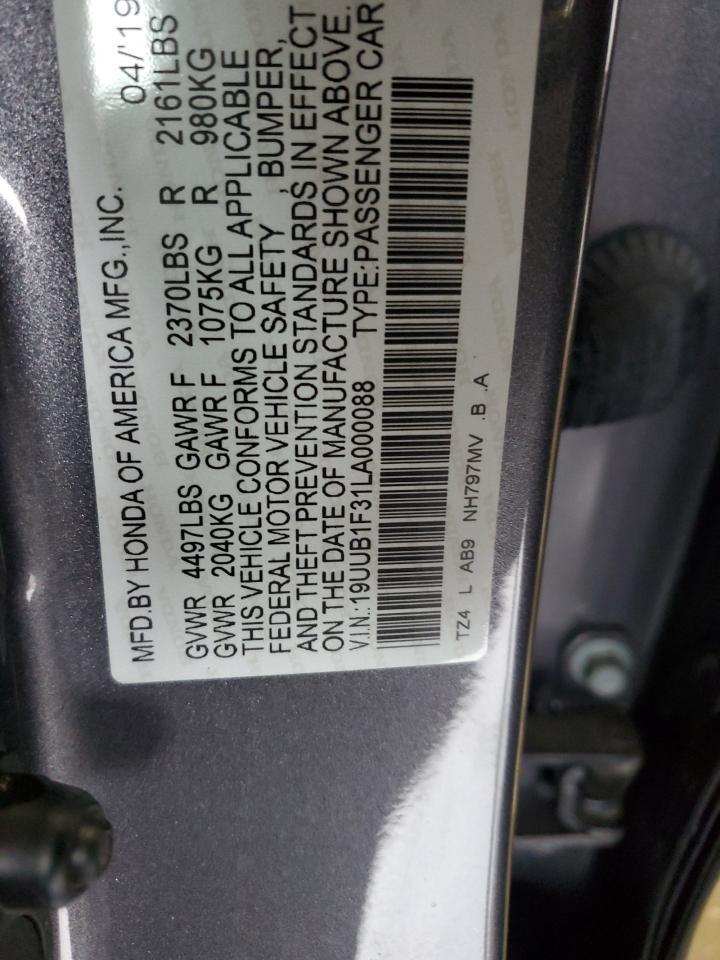 MFD.BY HONDA OF AMERICA MFG.,INC. 04/'19
GVWR 4497LBS GAWR F 2370LBS R 2161LBS
GVWR 2040KG GAWR F 1075KG R 980KG
THIS VEHICLE CONFORMS TO ALL APPLICABLE
FEDERAL MOTOR VEHICLE SAFETY , BUMPER,
AND THEFT PREVENTION STANDARDS IN EFFECT
ON THE DATE OF MANUFACTURE SHOWN ABOVE.
V.I.N.:19UUB1F31LA000088 TYPE:PASSENGER CAR
TZ4 L AB9 NH797MV .B .A